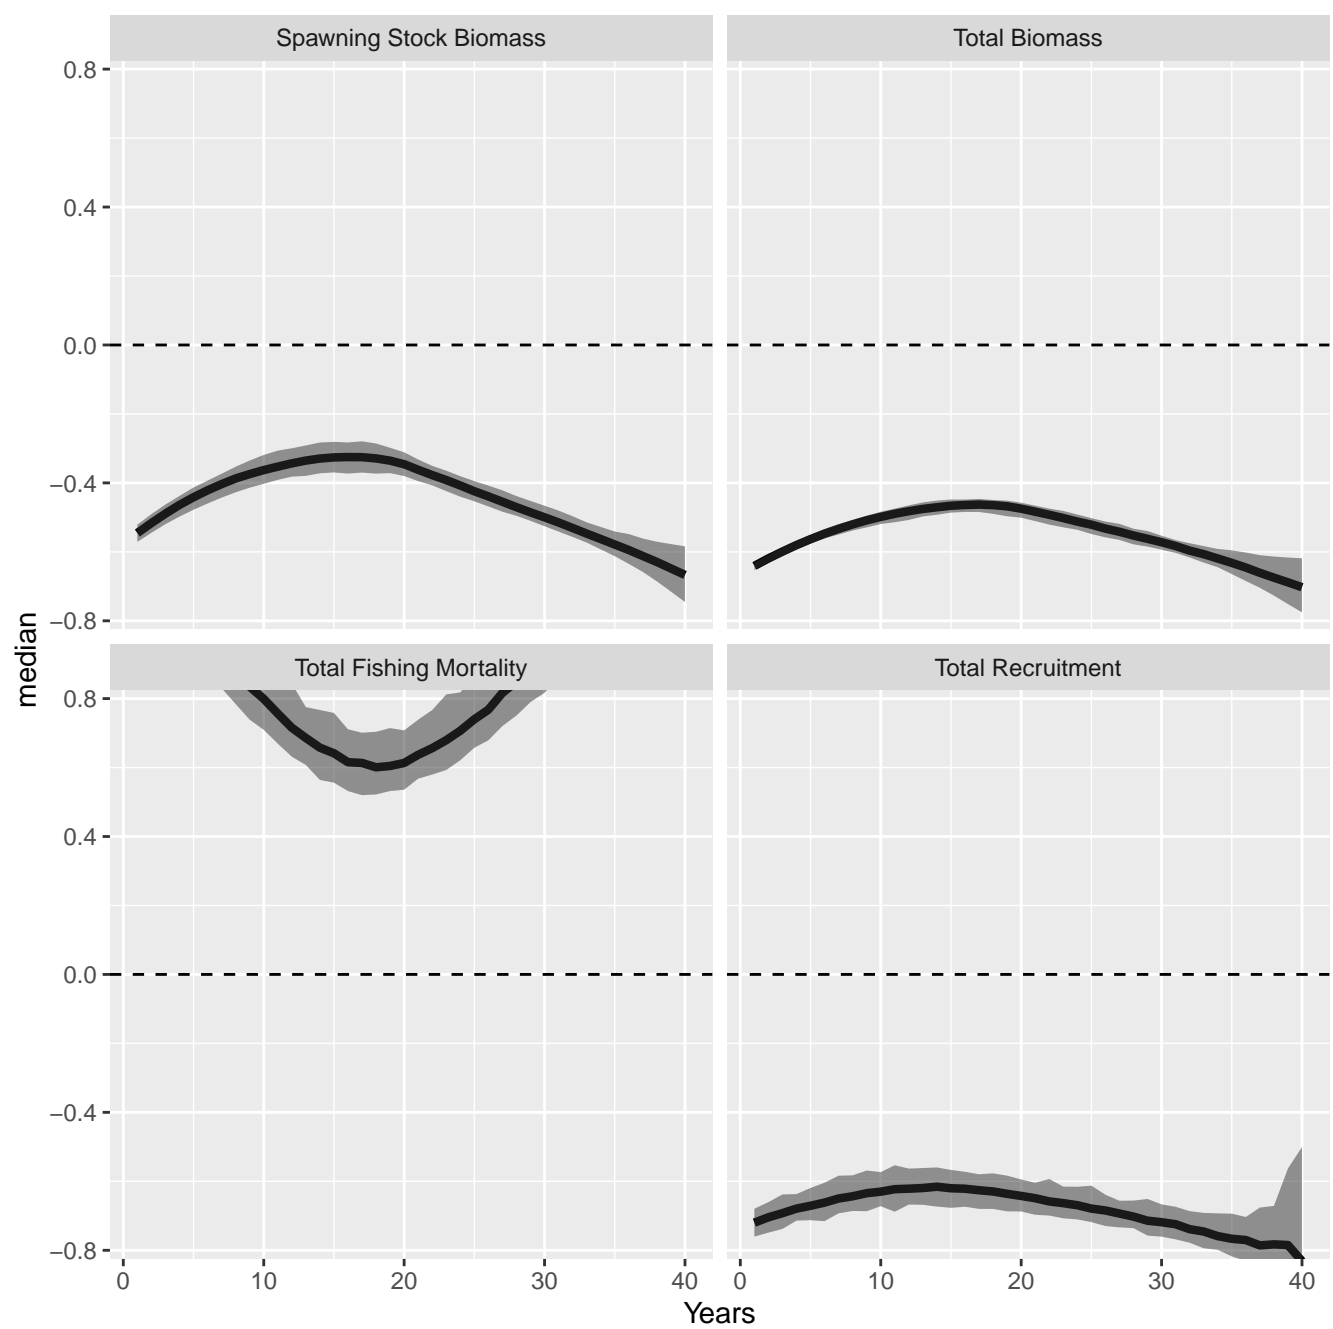 Spawning Stock Biomass
Total Biomass
0.8
0.4
0.0
−0.4
−0.8
median
Total Fishing Mortality
Total Recruitment
0.8
0.4
0.0
−0.4
−0.8
0 10 20 30 40
0 10 20 30 40
Years